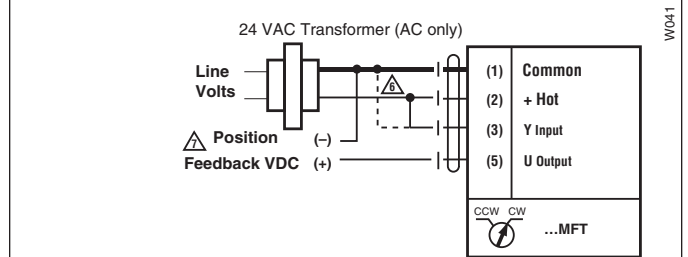 24 VAC Transformer (AC only)
W041
Line
Volts
6
7 Position (–)
Feedback VDC (+)
(1) Common
(2) + Hot
(3) Y Input
(5) U Output
CCW CW
...MFT